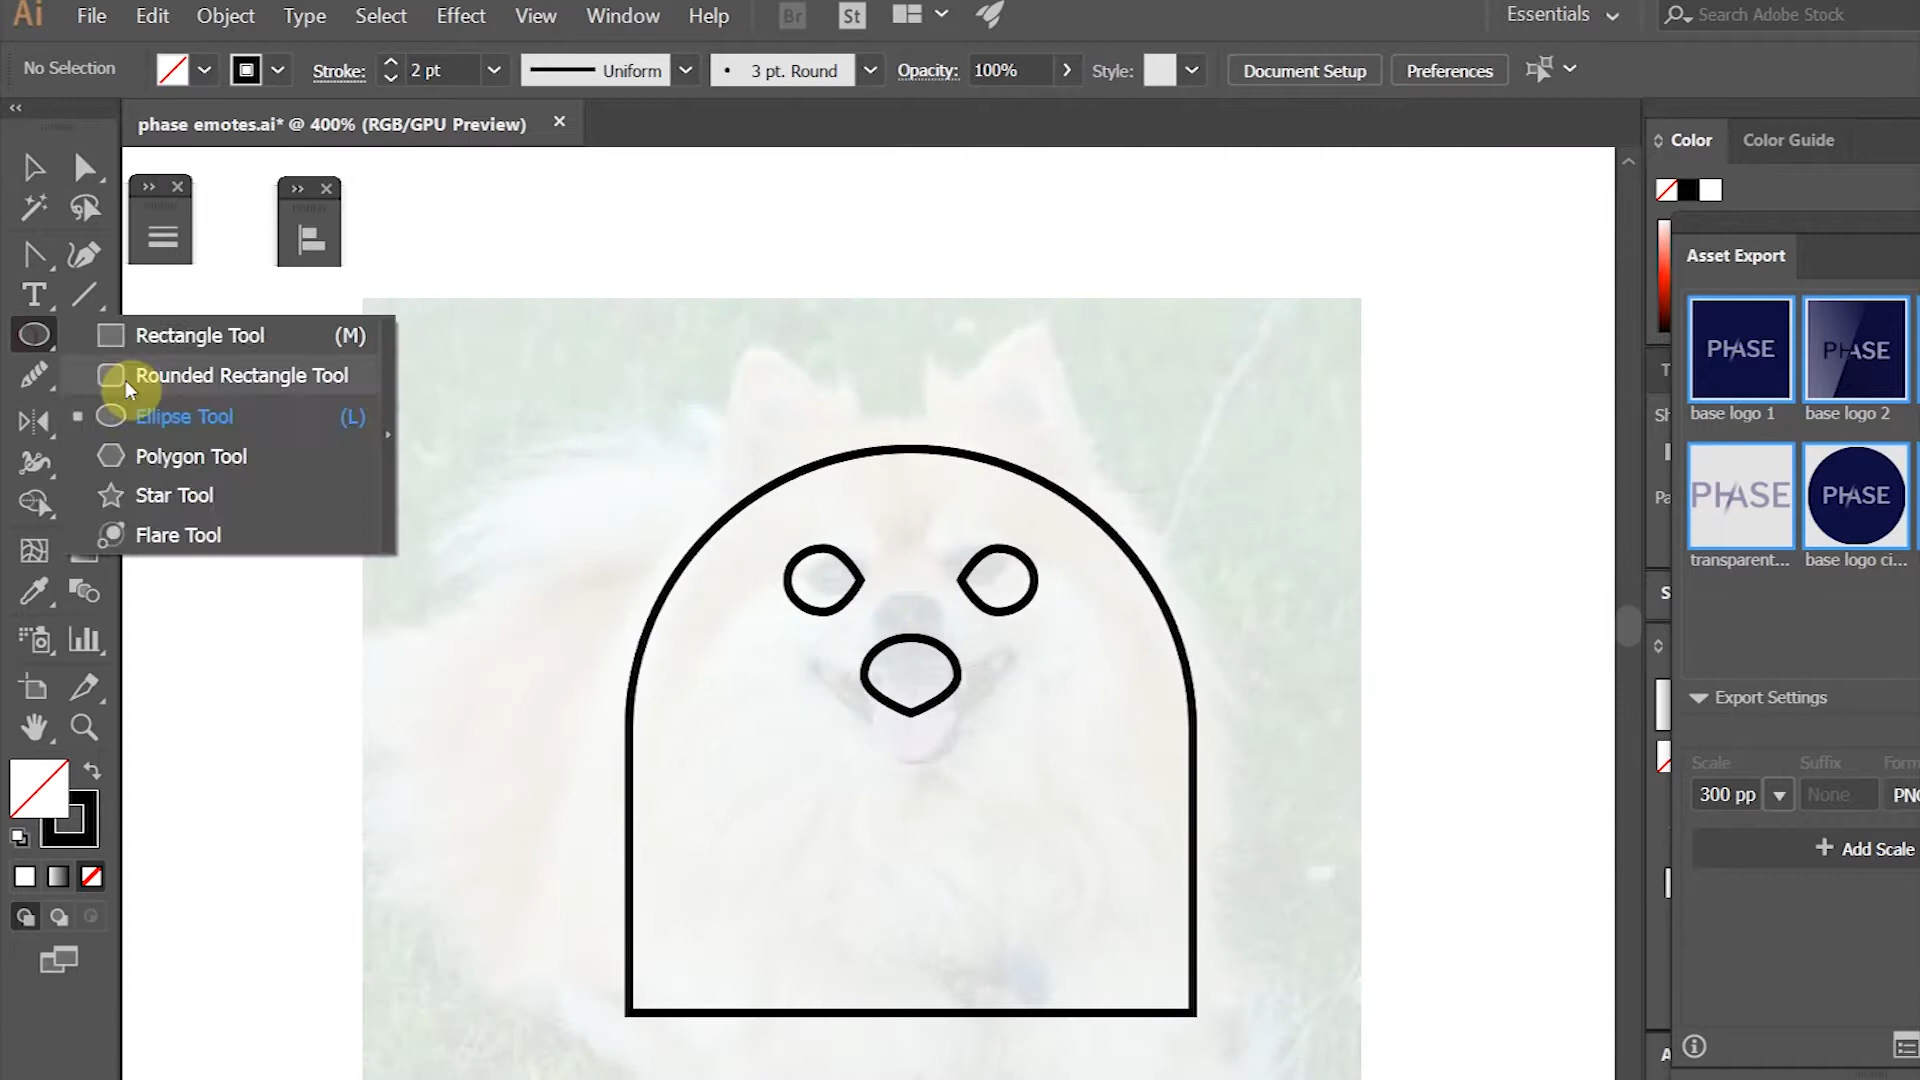 Ai File Edit Object Type Select Effect View Window Help Br St Essentials Search Adobe Stock
No Selection Stroke: 2 pt Uniform 3 pt. Round Opacity: 100% Style: Document Setup Preferences
phase emotes.ai* @ 400% (RGB/GPU Preview)
Color Color Guide
Rectangle Tool (M)
Rounded Rectangle Tool
Ellipse Tool (L)
Polygon Tool
Star Tool
Flare Tool
Asset Export
PHASE PHASE
base logo 1 base logo 2
PHASE PHASE
transparent... base logo ci...
Export Settings
Scale Suffix Form
300 pp None PNG
+ Add Scale